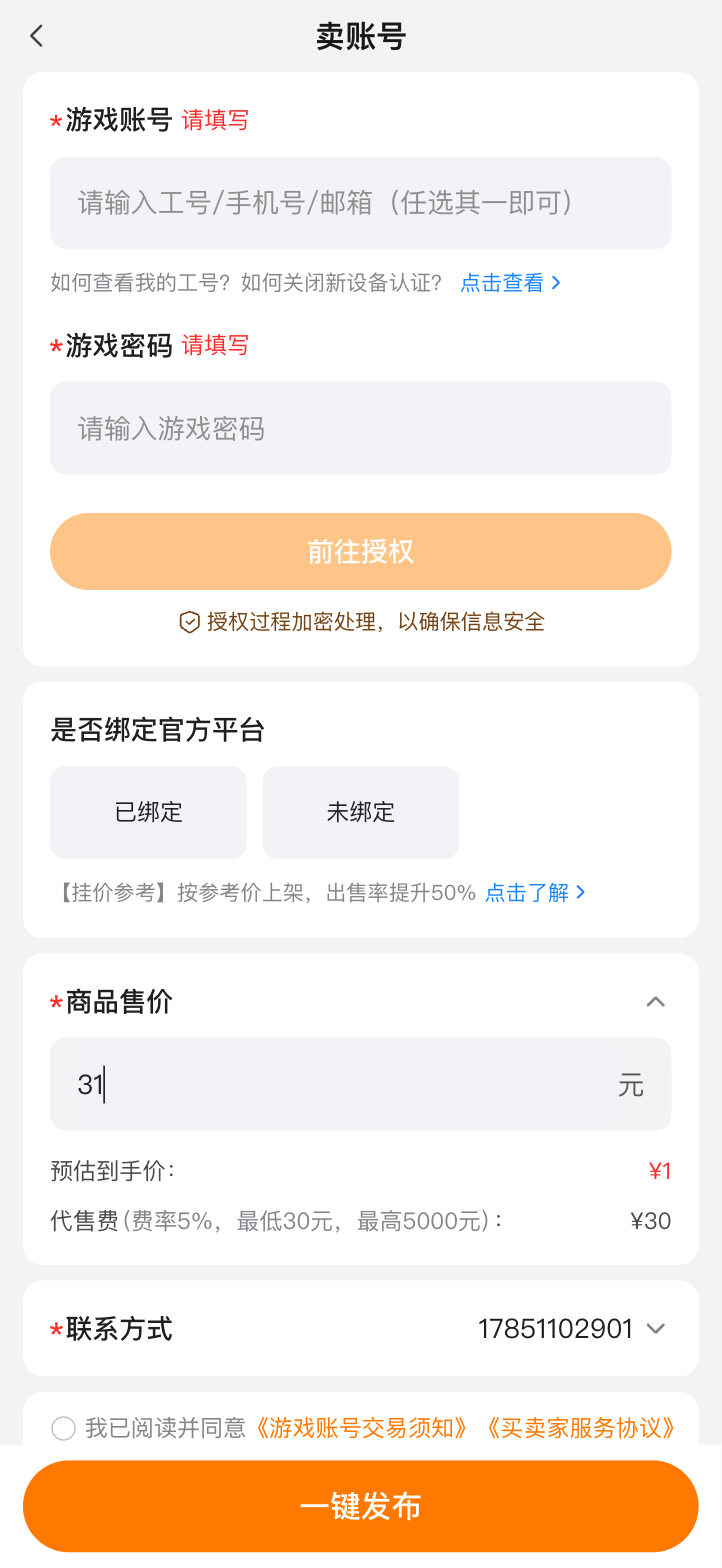 卖账号
*游戏账号 请填写
请输入工号/手机号/邮箱（任选其一即可）
如何查看我的工号？如何关闭新设备认证？ 点击查看
*游戏密码 请填写
请输入游戏密码
前往授权
授权过程加密处理，以确保信息安全
是否绑定官方平台
已绑定 未绑定
【挂价参考】按参考价上架，出售率提升50% 点击了解
*商品售价
31 元
预估到手价： ¥1
代售费(费率5%，最低30元，最高5000元)： ¥30
*联系方式 17851102901
我已阅读并同意《游戏账号交易须知》《买卖家服务协议》
一键发布